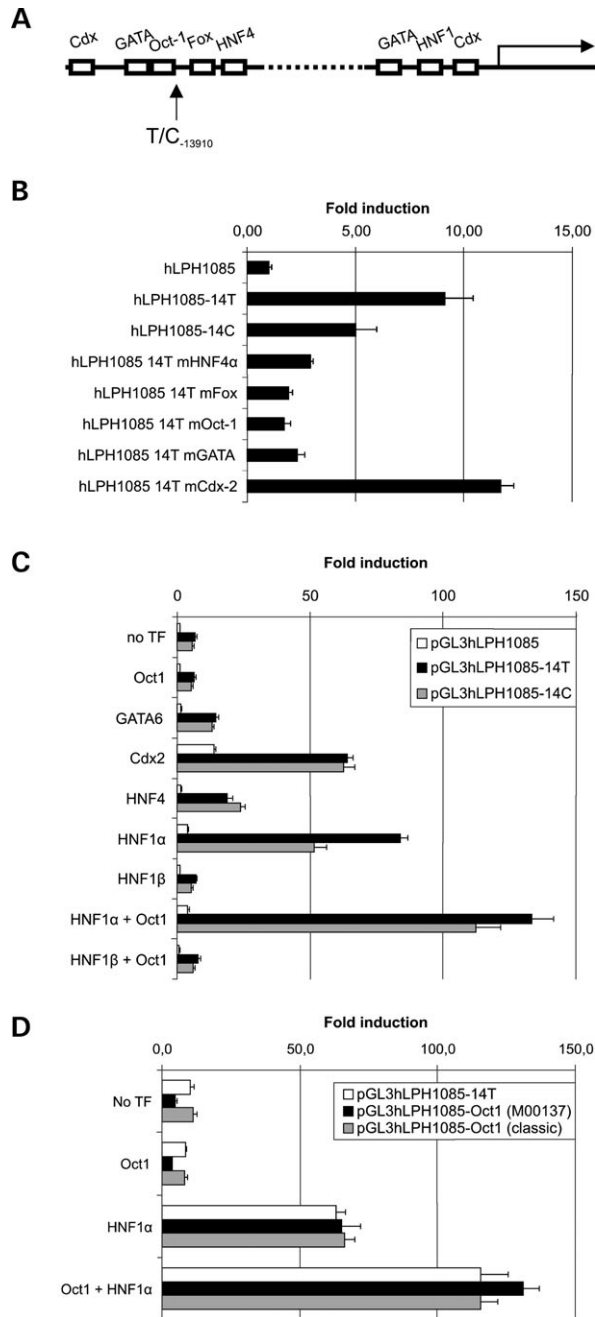 A
Cdx GATA Oct-1 Fox HNF4 GATA HNF1 Cdx
T/C-13910
B
Fold induction
0,00 5,00 10,00 15,00
hLPH1085
hLPH1085-14T
hLPH1085-14C
hLPH1085 14T mHNF4α
hLPH1085 14T mFox
hLPH1085 14T mOct-1
hLPH1085 14T mGATA
hLPH1085 14T mCdx-2
C
Fold induction
0 50 100 150
no TF
Oct1
GATA6
Cdx2
HNF4
HNF1α
HNF1β
HNF1α + Oct1
HNF1β + Oct1
pGL3hLPH1085
pGL3hLPH1085-14T
pGL3hLPH1085-14C
D
Fold induction
0,0 50,0 100,0 150,0
No TF
Oct1
HNF1α
Oct1 + HNF1α
pGL3hLPH1085-14T
pGL3hLPH1085-Oct1 (M00137)
pGL3hLPH1085-Oct1 (classic)